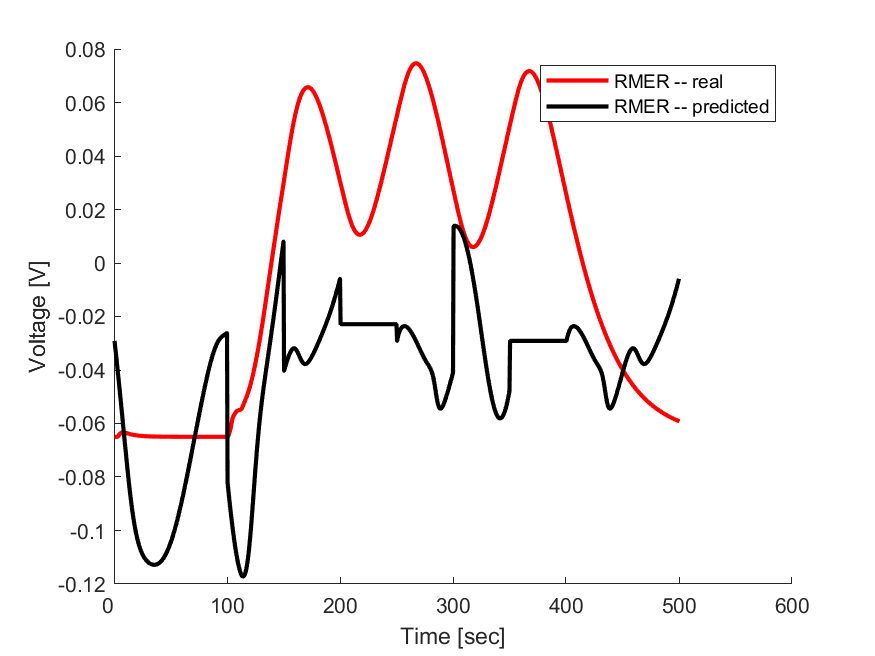 0.08
0.06
0.04
0.02
0
-0.02
-0.04
-0.06
-0.08
-0.1
-0.12
Voltage [V]
RMER -- real
RMER -- predicted
0 100 200 300 400 500 600
Time [sec]